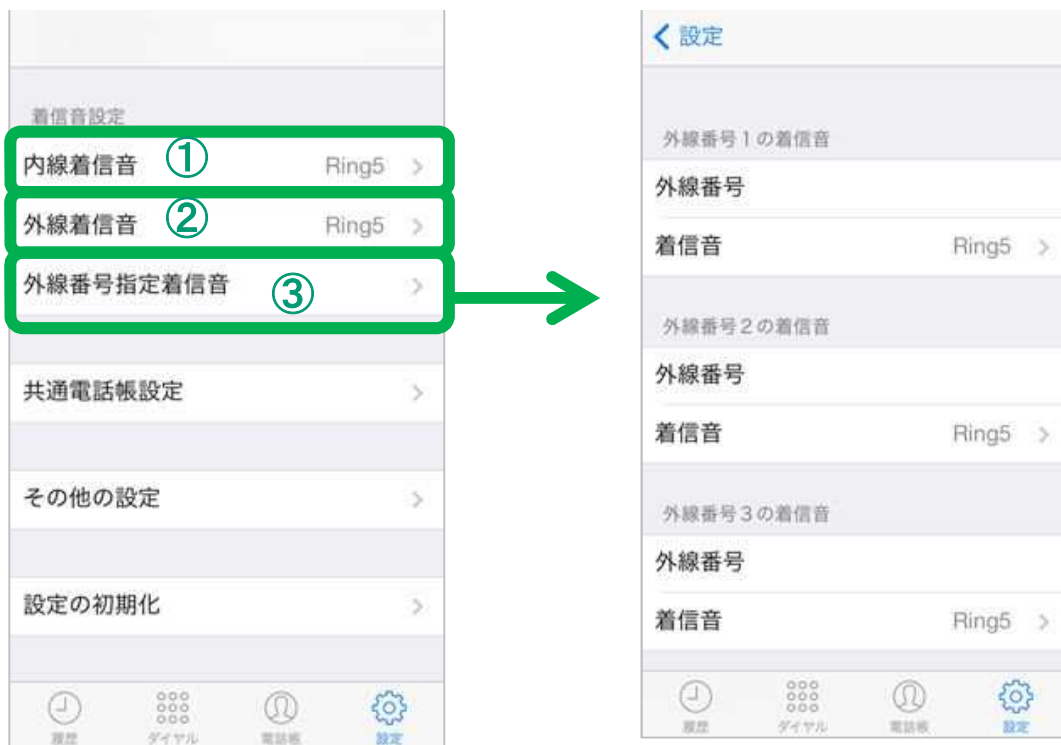 着信音設定
内線着信音 ① Ring5 >
外線着信音 ② Ring5 >
外線番号指定着信音 ③ >
共通電話帳設定 >
その他の設定 >
設定の初期化 >
履歴 ダイヤル 電話帳 設定
設定
外線番号1の着信音
外線番号
着信音 Ring5 >
外線番号2の着信音
外線番号
着信音 Ring5 >
外線番号3の着信音
外線番号
着信音 Ring5 >
履歴 ダイヤル 電話帳 設定